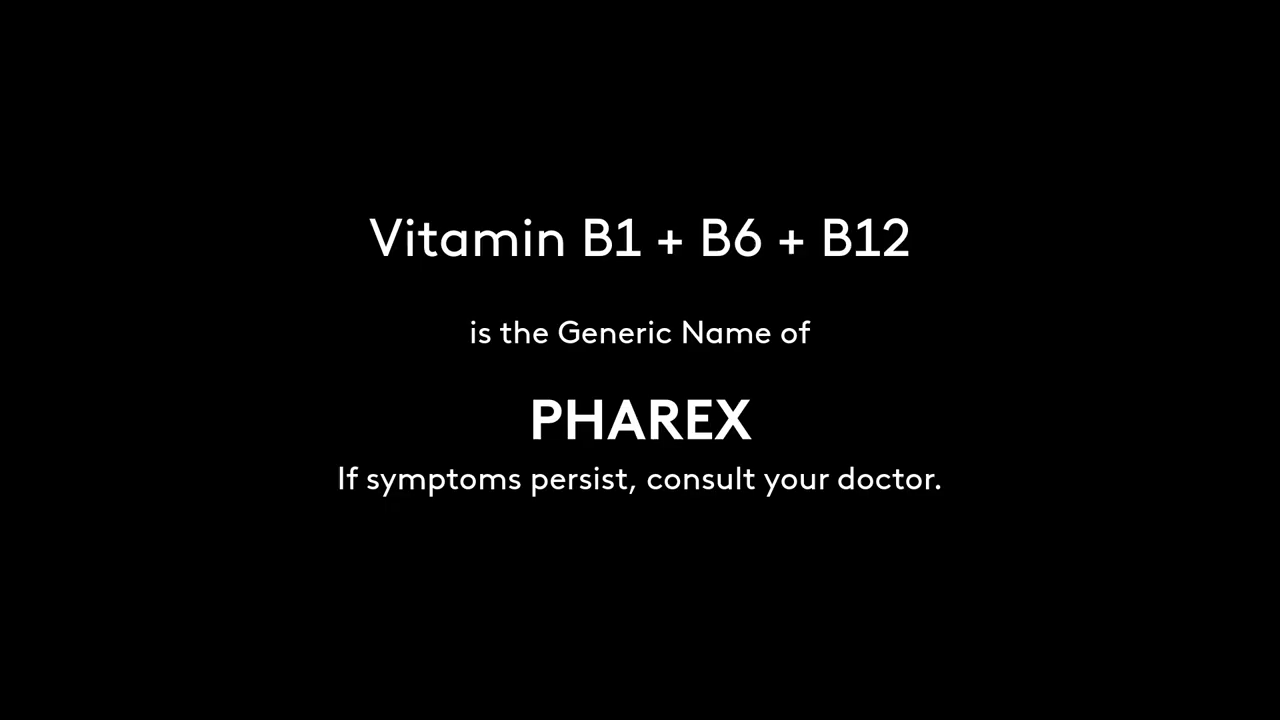 Vitamin B1 + B6 + B12
is the Generic Name of
PHAREX
If symptoms persist, consult your doctor.